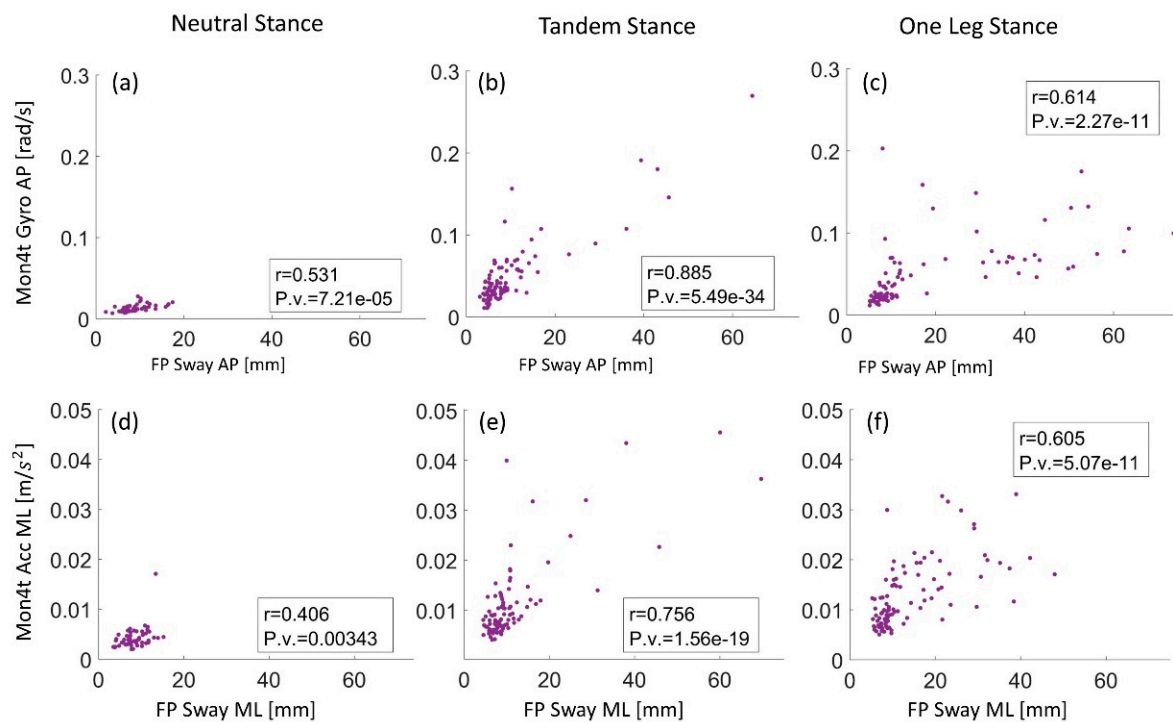 Neutral Stance
Tandem Stance
One Leg Stance
Mon4t Gyro AP [rad/s]
(a)
0.3
0.2
0.1
0
r=0.531
P.v.=7.21e-05
0 20 40 60
FP Sway AP [mm]
(b)
0.3
0.2
0.1
0
r=0.885
P.v.=5.49e-34
0 20 40 60
FP Sway AP [mm]
(c)
0.3
0.2
0.1
0
r=0.614
P.v.=2.27e-11
0 20 40 60
FP Sway AP [mm]
Mon4t Acc ML [m/s²]
(d)
0.05
0.04
0.03
0.02
0.01
0
r=0.406
P.v.=0.00343
0 20 40 60
FP Sway ML [mm]
(e)
0.05
0.04
0.03
0.02
0.01
r=0.756
P.v.=1.56e-19
0 20 40 60
FP Sway ML [mm]
(f)
0.05
0.04
0.03
0.02
0.01
0
r=0.605
P.v.=5.07e-11
0 20 40 60
FP Sway ML [mm]